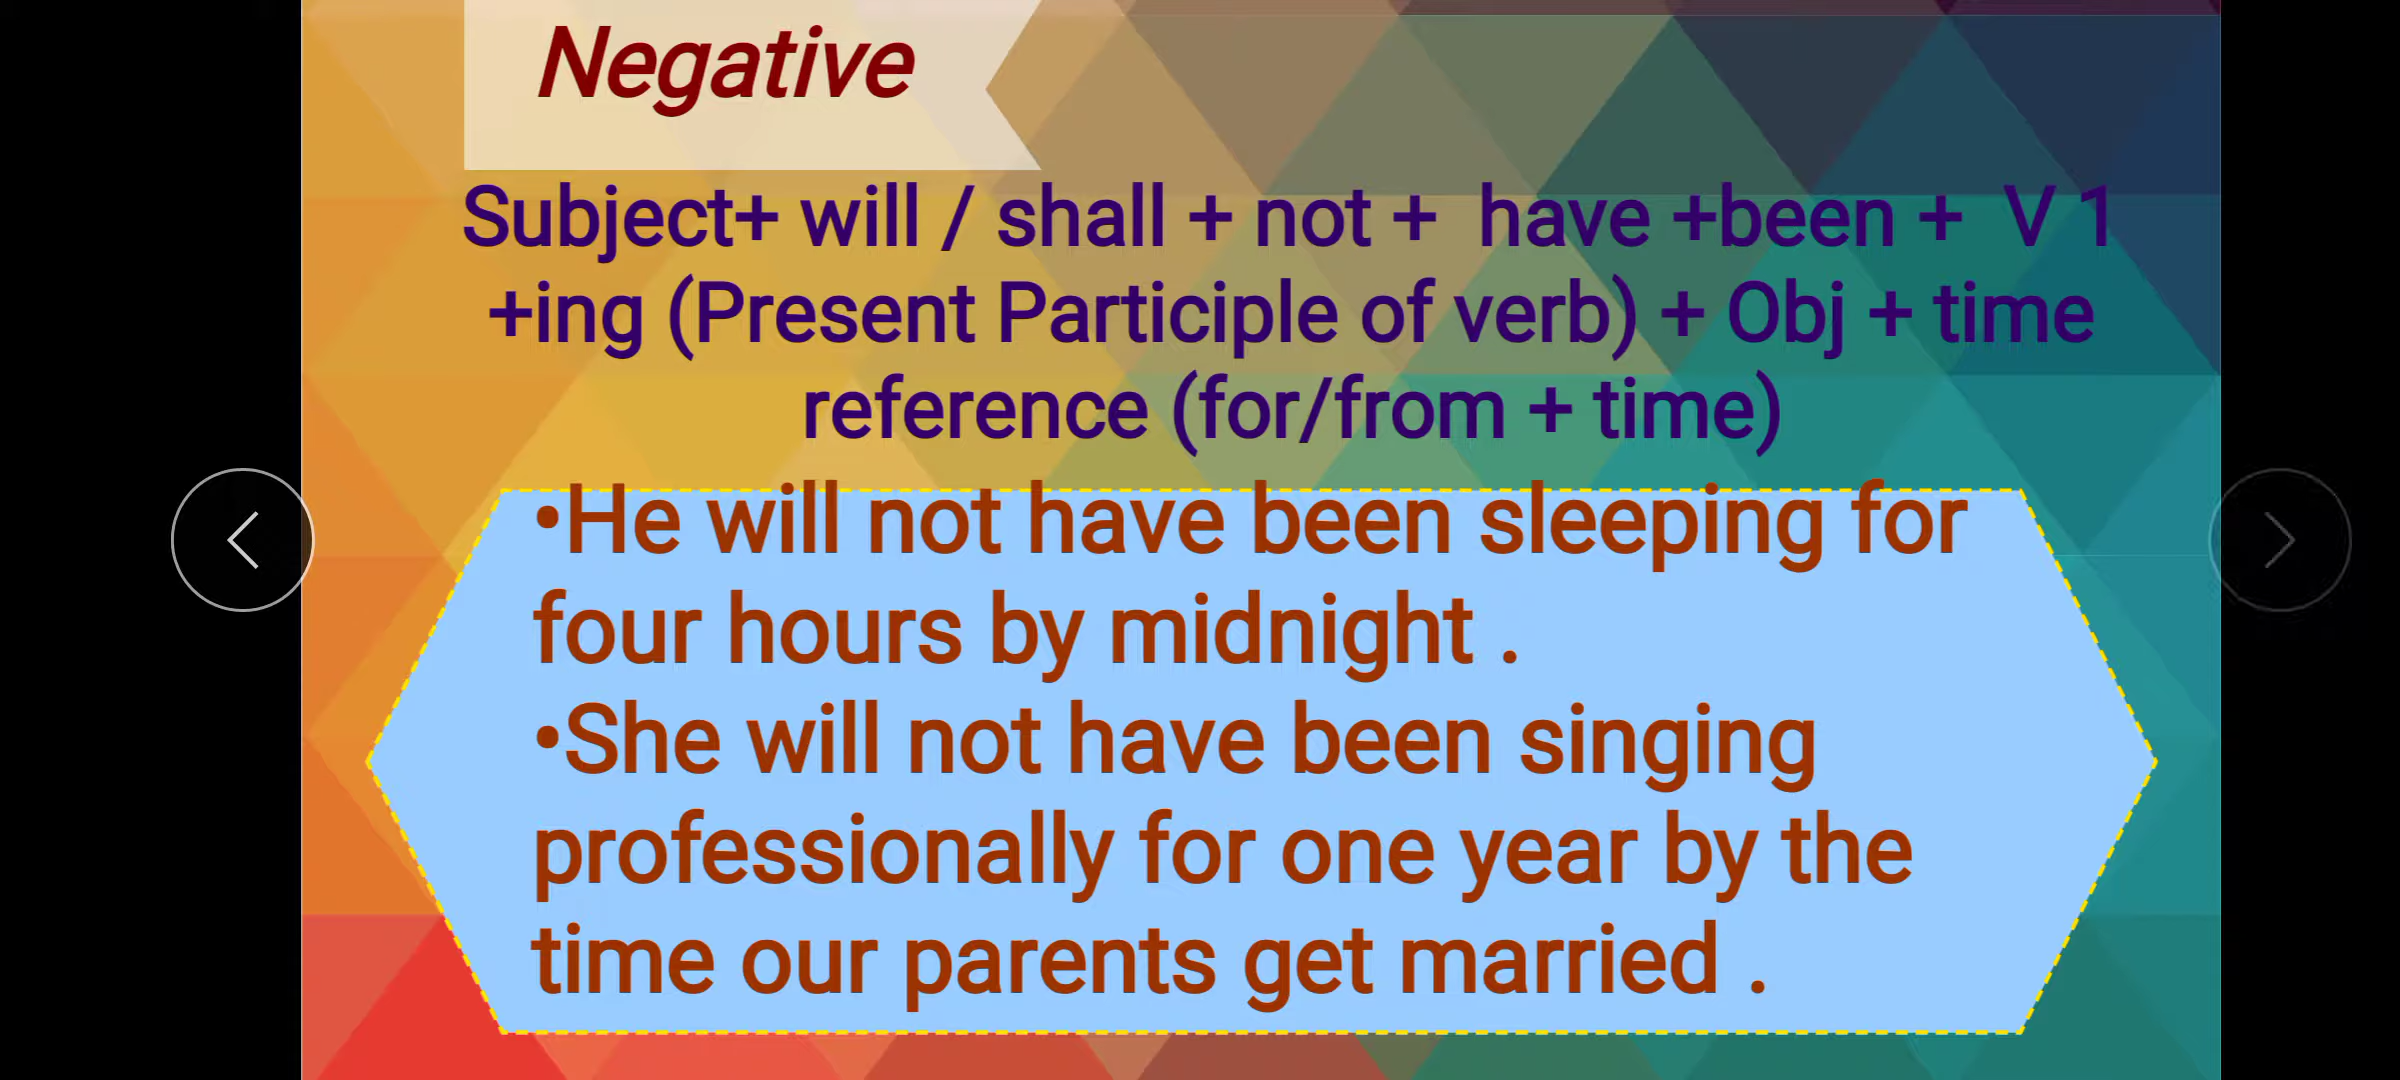 Negative
Subject+ will / shall + not + have +been + V 1
+ing (Present Participle of verb) + Obj + time
reference (for/from + time)
•He will not have been sleeping for
four hours by midnight .
•She will not have been singing
professionally for one year by the
time our parents get married .